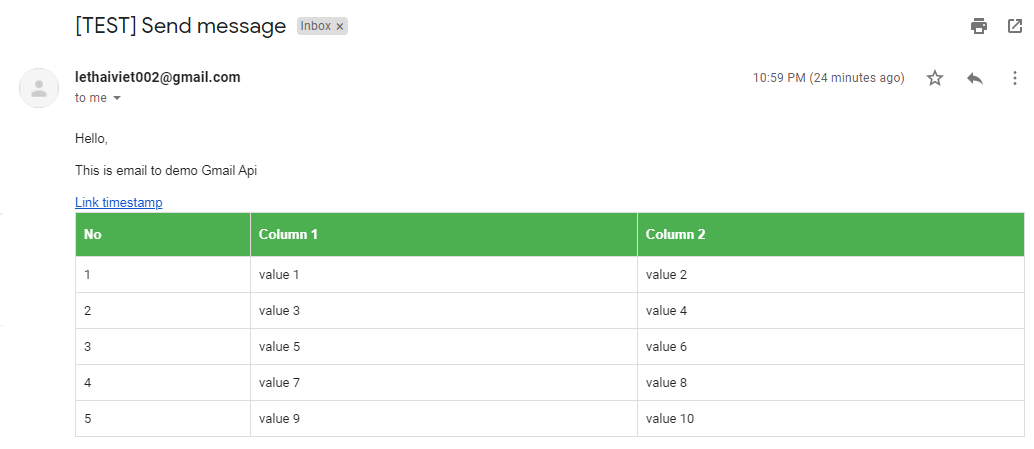 [TEST] Send message Inbox ×
lethaiviet002@gmail.com 10:59 PM (24 minutes ago)
to me
Hello,
This is email to demo Gmail Api
Link timestamp
No Column 1 Column 2
1 value 1 value 2
2 value 3 value 4
3 value 5 value 6
4 value 7 value 8
5 value 9 value 10